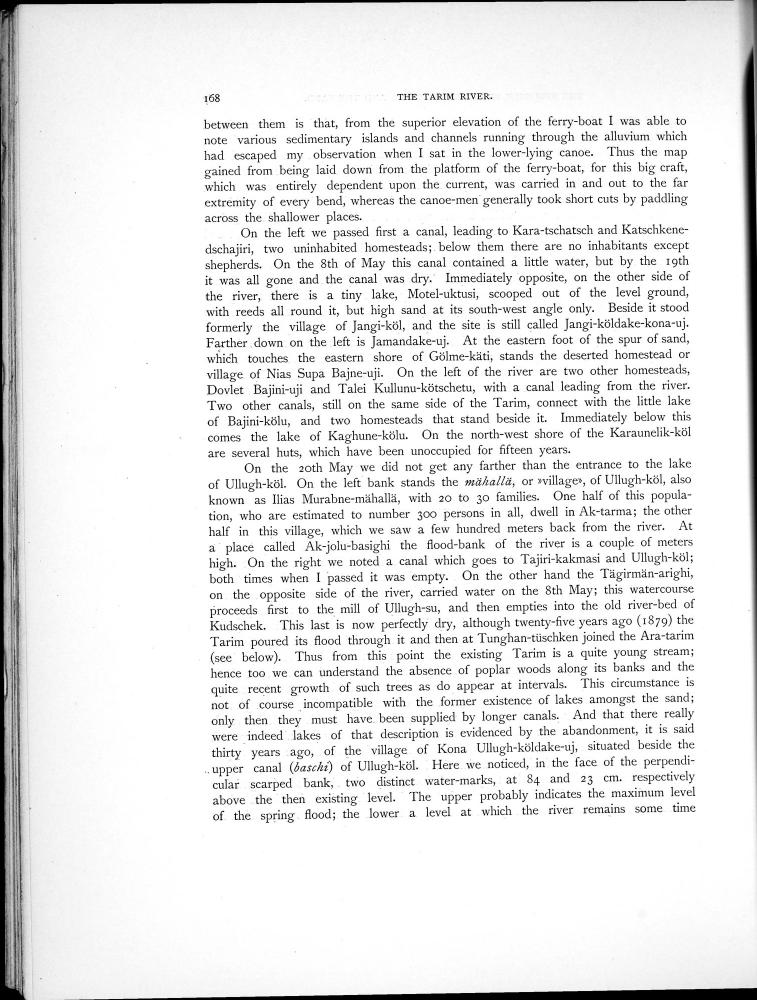 168 THE TARIM RIVER.
between them is that, from the superior elevation of the ferry-boat I was able to
note various sedimentary islands and channels running through the alluvium which
had escaped my observation when I sat in the lower-lying canoe. Thus the map
gained from being laid down from the platform of the ferry-boat, for this big craft,
which was entirely dependent upon the current, was carried in and out to the far
extremity of every bend, whereas the canoe-men generally took short cuts by paddling
across the shallower places.
On the left we passed first a canal, leading to Kara-tschatsch and Katschkene-
dschajiri, two uninhabited homesteads; below them there are no inhabitants except
shepherds. On the 8th of May this canal contained a little water, but by the 19th
it was all gone and the canal was dry. Immediately opposite, on the other side of
the river, there is a tiny lake, Motel-uktusi, scooped out of the level ground,
with reeds all round it, but high sand at its south-west angle only. Beside it stood
formerly the village of Jangi-köl, and the site is still called Jangi-köldake-kona-uj.
Farther down on the left is Jamandake-uj. At the eastern foot of the spur of sand,
which touches the eastern shore of Gölme-käti, stands the deserted homestead or
village of Nias Supa Bajne-uji. On the left of the river are two other homesteads,
Dovlet Bajini-uji and Talei Kullunu-kötschetu, with a canal leading from the river.
Two other canals, still on the same side of the Tarim, connect with the little lake
of Bajini-kölu, and two homesteads that stand beside it. Immediately below this
comes the lake of Kaghune-kölu. On the north-west shore of the Karaunelik-köl
are several huts, which have been unoccupied for fifteen years.
On the 20th May we did not get any farther than the entrance to the lake
of Ullugh-köl. On the left bank stands the mähallä, or »village», of Ullugh-köl, also
known as Ilias Murabne-mähallä, with 20 to 30 families. One half of this popula-
tion, who are estimated to number 300 persons in all, dwell in Ak-tarma; the other
half in this village, which we saw a few hundred meters back from the river. At
a place called Ak-jolu-basighi the flood-bank of the river is a couple of meters
high. On the right we noted a canal which goes to Tajiri-kakmasi and Ullugh-köl;
both times when I passed it was empty. On the other hand the Tägirmän-arighi,
on the opposite side of the river, carried water on the 8th May; this watercourse
proceeds first to the mill of Ullugh-su, and then empties into the old river-bed of
Kudschek. This last is now perfectly dry, although twenty-five years ago (1879) the
Tarim poured its flood through it and then at Tunghan-tüschken joined the Ara-tarim
(see below). Thus from this point the existing Tarim is a quite young stream;
hence too we can understand the absence of poplar woods along its banks and the
quite recent growth of such trees as do appear at intervals. This circumstance is
not of course incompatible with the former existence of lakes amongst the sand;
only then they must have been supplied by longer canals. And that there really
were indeed lakes of that description is evidenced by the abandonment, it is said
thirty years ago, of the village of Kona Ullugh-köldake-uj, situated beside the
upper canal (baschi) of Ullugh-köl. Here we noticed, in the face of the perpendi-
cular scarped bank, two distinct water-marks, at 84 and 23 cm. respectively
above the then existing level. The upper probably indicates the maximum level
of the spring flood; the lower a level at which the river remains some time